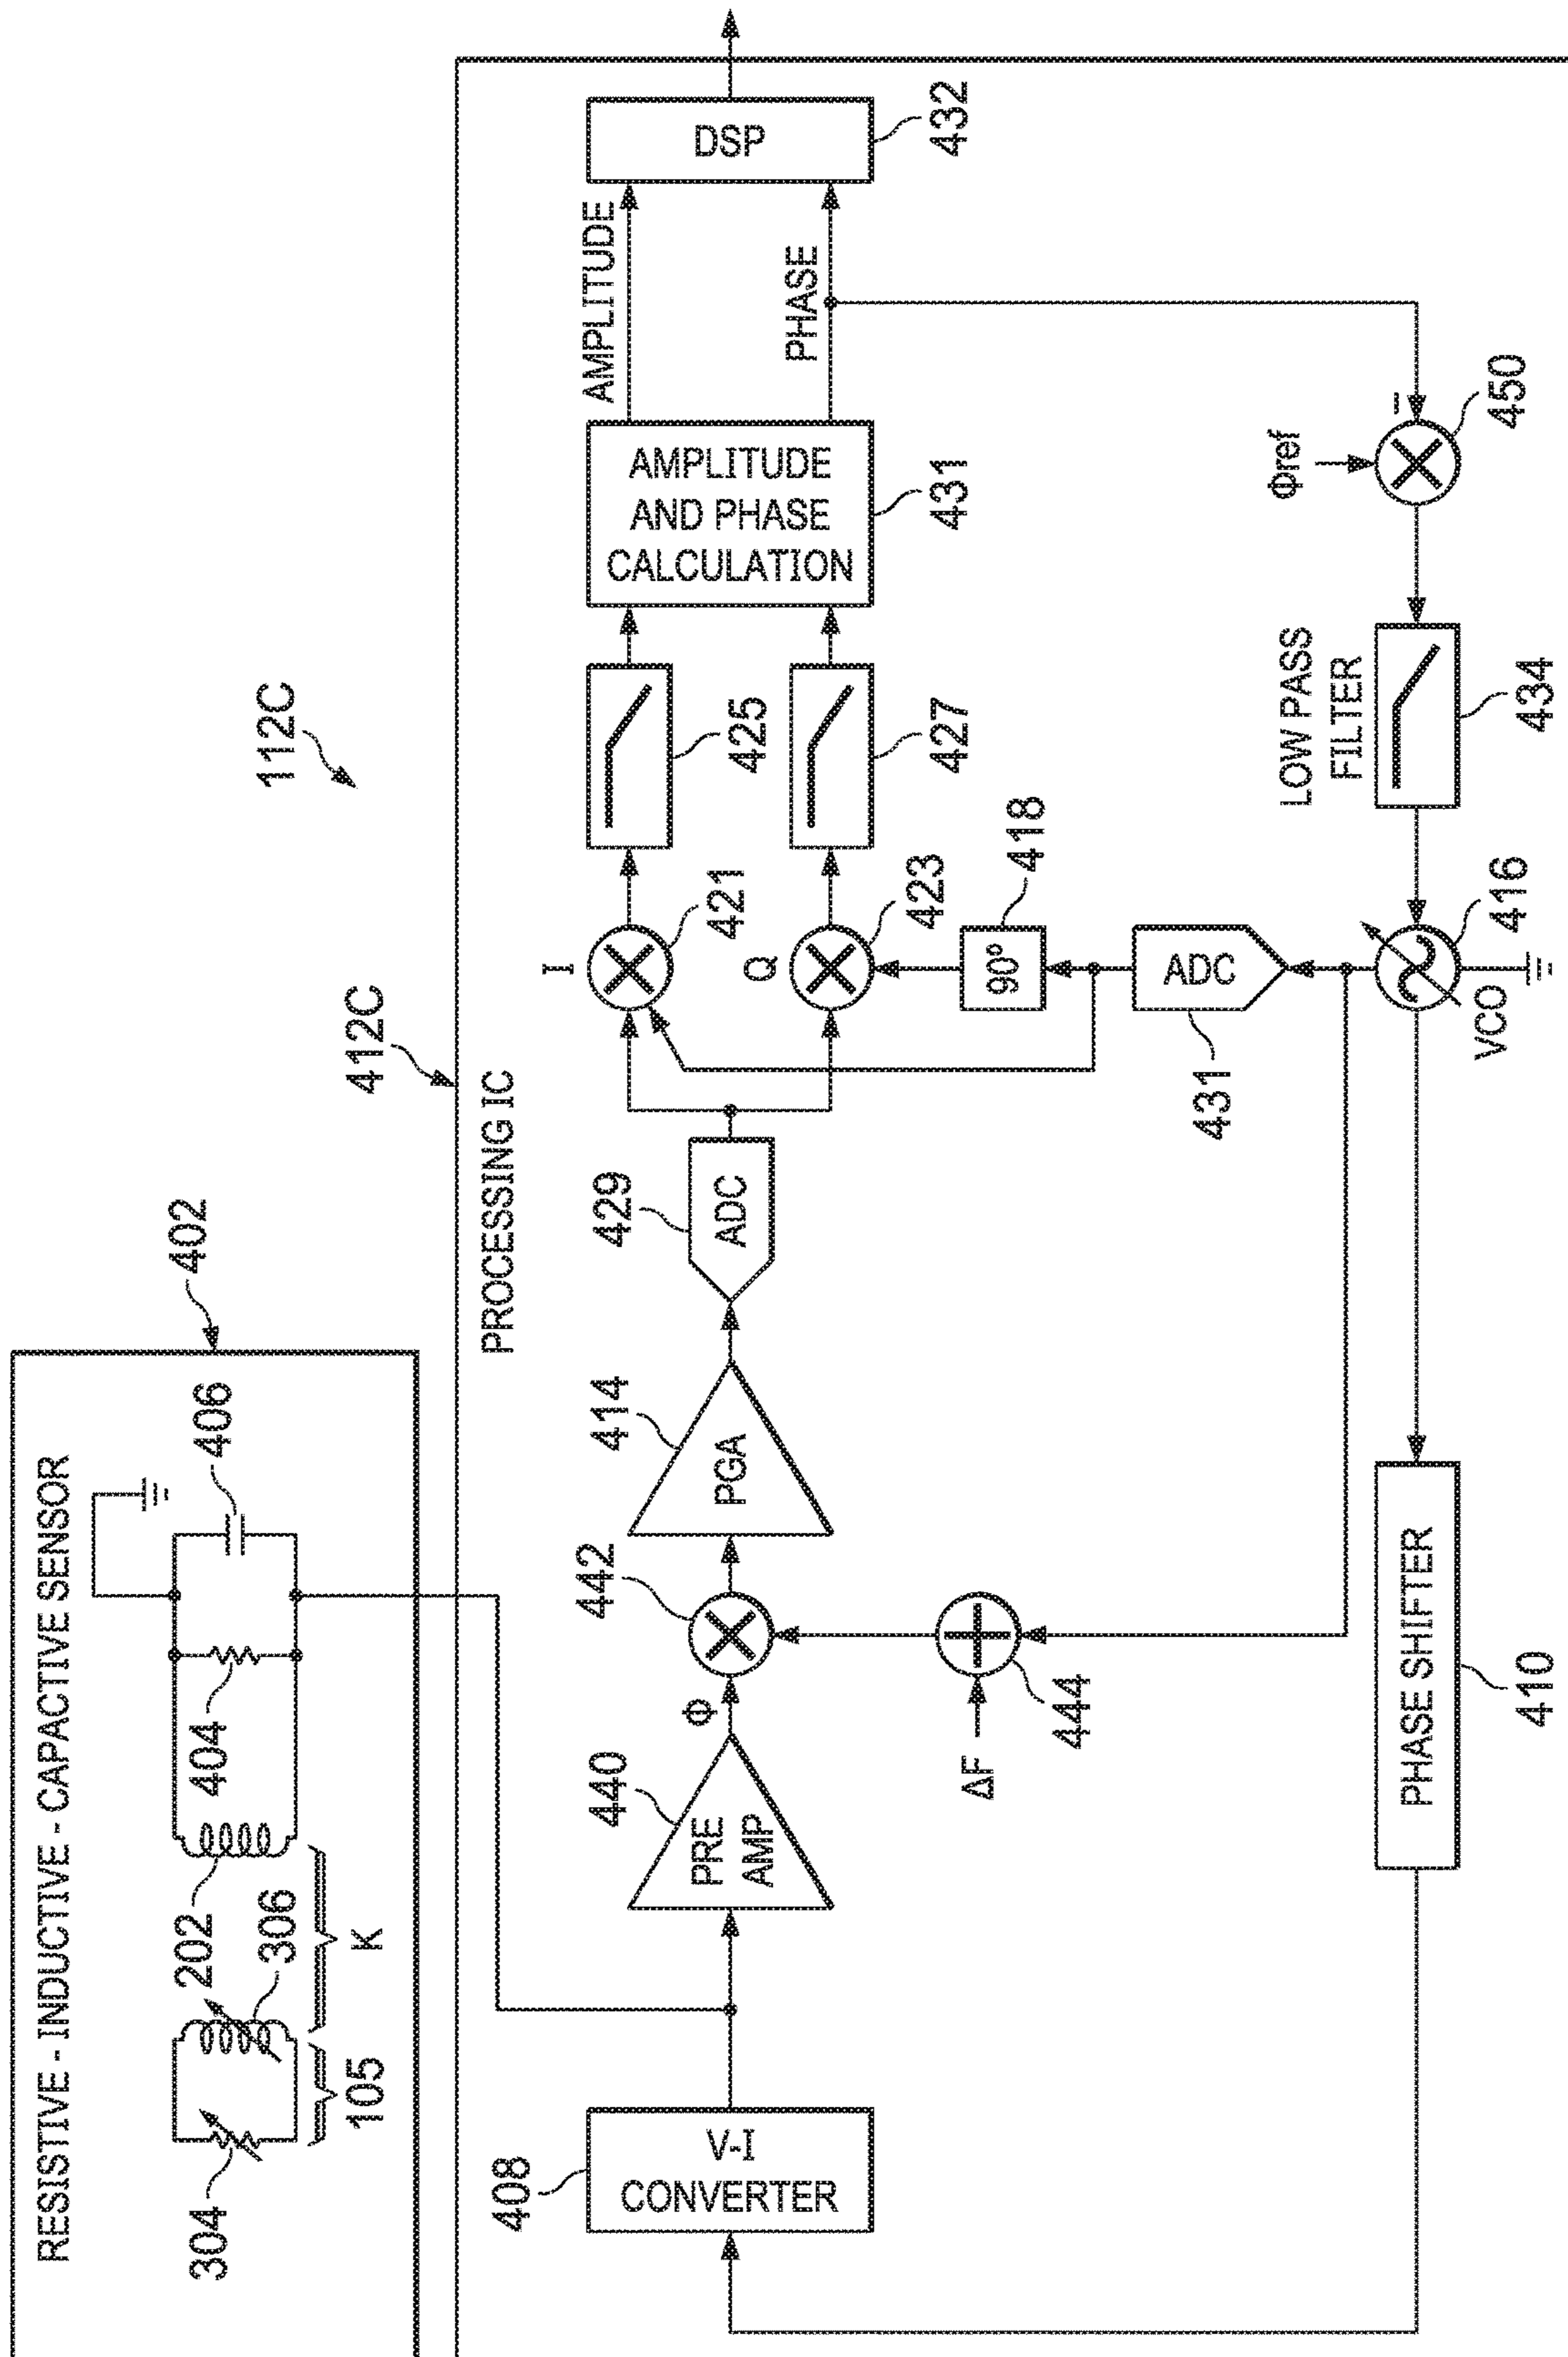 112C
RESISTIVE - INDUCTIVE - CAPACTIVE SENSOR
402
304
105
306
202
K
404
406
412C
PROCESSING IC
408
V-I
CONVERTER
440
PRE
AMP
Φ
442
414
PGA
429
ADC
I
421
Q
423
425
427
AMPLITUDE
AND PHASE
CALCULATION
431
AMPLITUDE
PHASE
DSP
432
ΔF
444
431
ADC
90°
418
PHASE SHIFTER
410
VCO
416
LOW PASS
FILTER
434
Φref
–
450